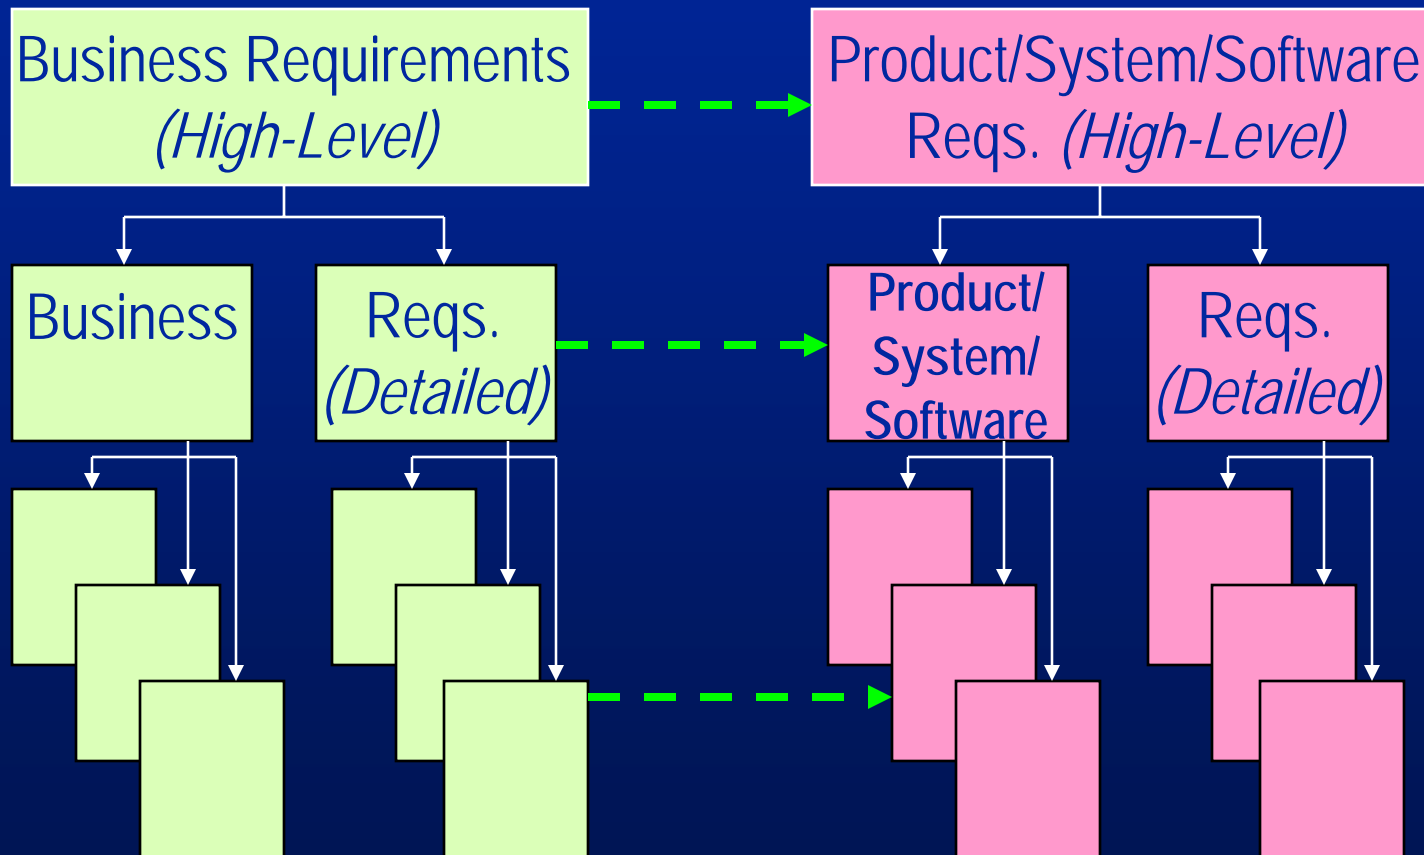 Business Requirements
(High-Level)
Product/System/Software
Reqs. (High-Level)
Business
Reqs.
(Detailed)
Product/
System/
Software
Reqs.
(Detailed)